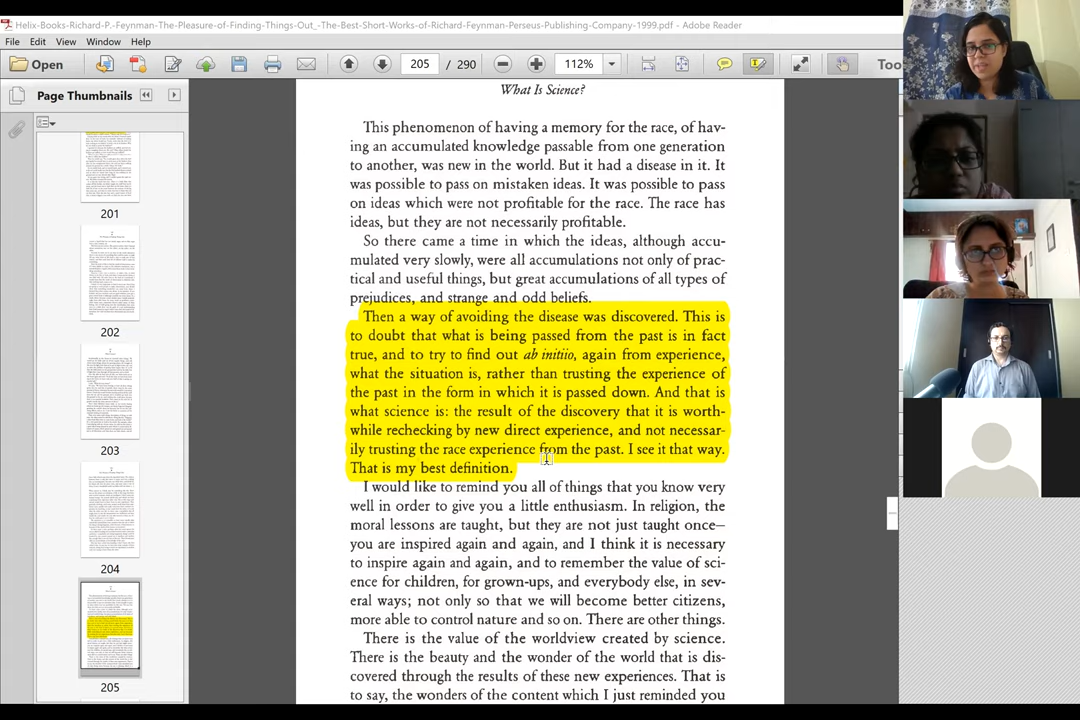 Helix-Books-Richard-P.-Feynman-The-Pleasure-of-Finding-Things-Out_-The-Best-Short-Works-of-Richard-Feynman-Perseus-Publishing-Company-1999.pdf - Adobe Reader
File Edit View Window Help
Open 205 / 290 112% Too
Page Thumbnails
201
202
203
204
205
What Is Science?
This phenomenon of having a memory for the race, of hav-
ing an accumulated knowledge passable from one generation
to another, was new in the world. But it had a disease in it. It
was possible to pass on mistaken ideas. It was possible to pass
on ideas which were not profitable for the race. The race has
ideas, but they are not necessarily profitable.
So there came a time in which the ideas, although accu-
mulated very slowly, were all accumulations not only of prac-
tical and useful things, but great accumulations of all types of
prejudices, and strange and odd beliefs.
Then a way of avoiding the disease was discovered. This is
to doubt that what is being passed from the past is in fact
true, and to try to find out ab initio, again from experience,
what the situation is, rather than trusting the experience of
the past in the form in which it is passed down. And that is
what science is: the result of the discovery that it is worth-
while rechecking by new direct experience, and not necessar-
ily trusting the race experience from the past. I see it that way.
That is my best definition.
I would like to remind you all of things that you know very
well in order to give you a little enthusiasm. In religion, the
moral lessons are taught, but they are not just taught once—
you are inspired again and again, and I think it is necessary
to inspire again and again, and to remember the value of sci-
ence for children, for grown-ups, and everybody else, in sev-
eral ways; not only so that we will become better citizens,
more able to control nature and so on. There are other things.
There is the value of the worldview created by science.
There is the beauty and the wonder of the world that is dis-
covered through the results of these new experiences. That is
to say, the wonders of the content which I just reminded you